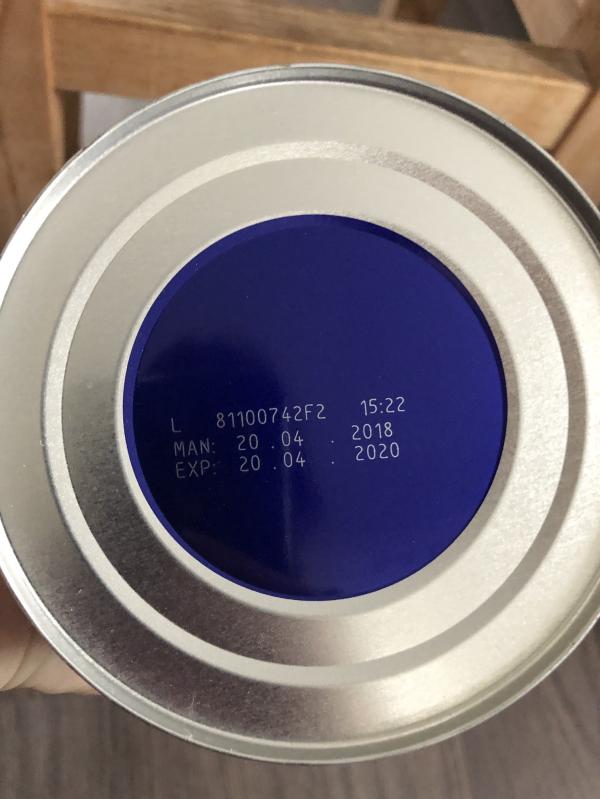 L 81100742F2 15:22
MAN: 20 . 04 . 2018
EXP: 20 . 04 . 2020